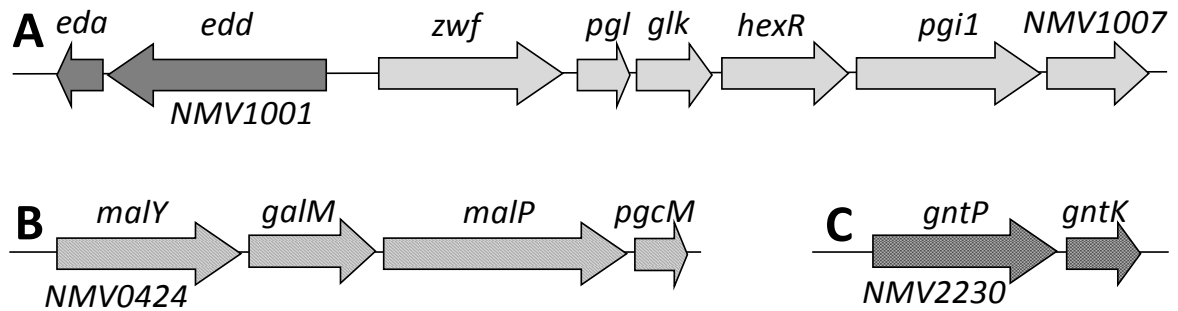 A eda edd zwf pgl glk hexR pgi1 NMV1007
NMV1001
B malY galM malP pgcM C gntP gntK
NMV0424 NMV2230